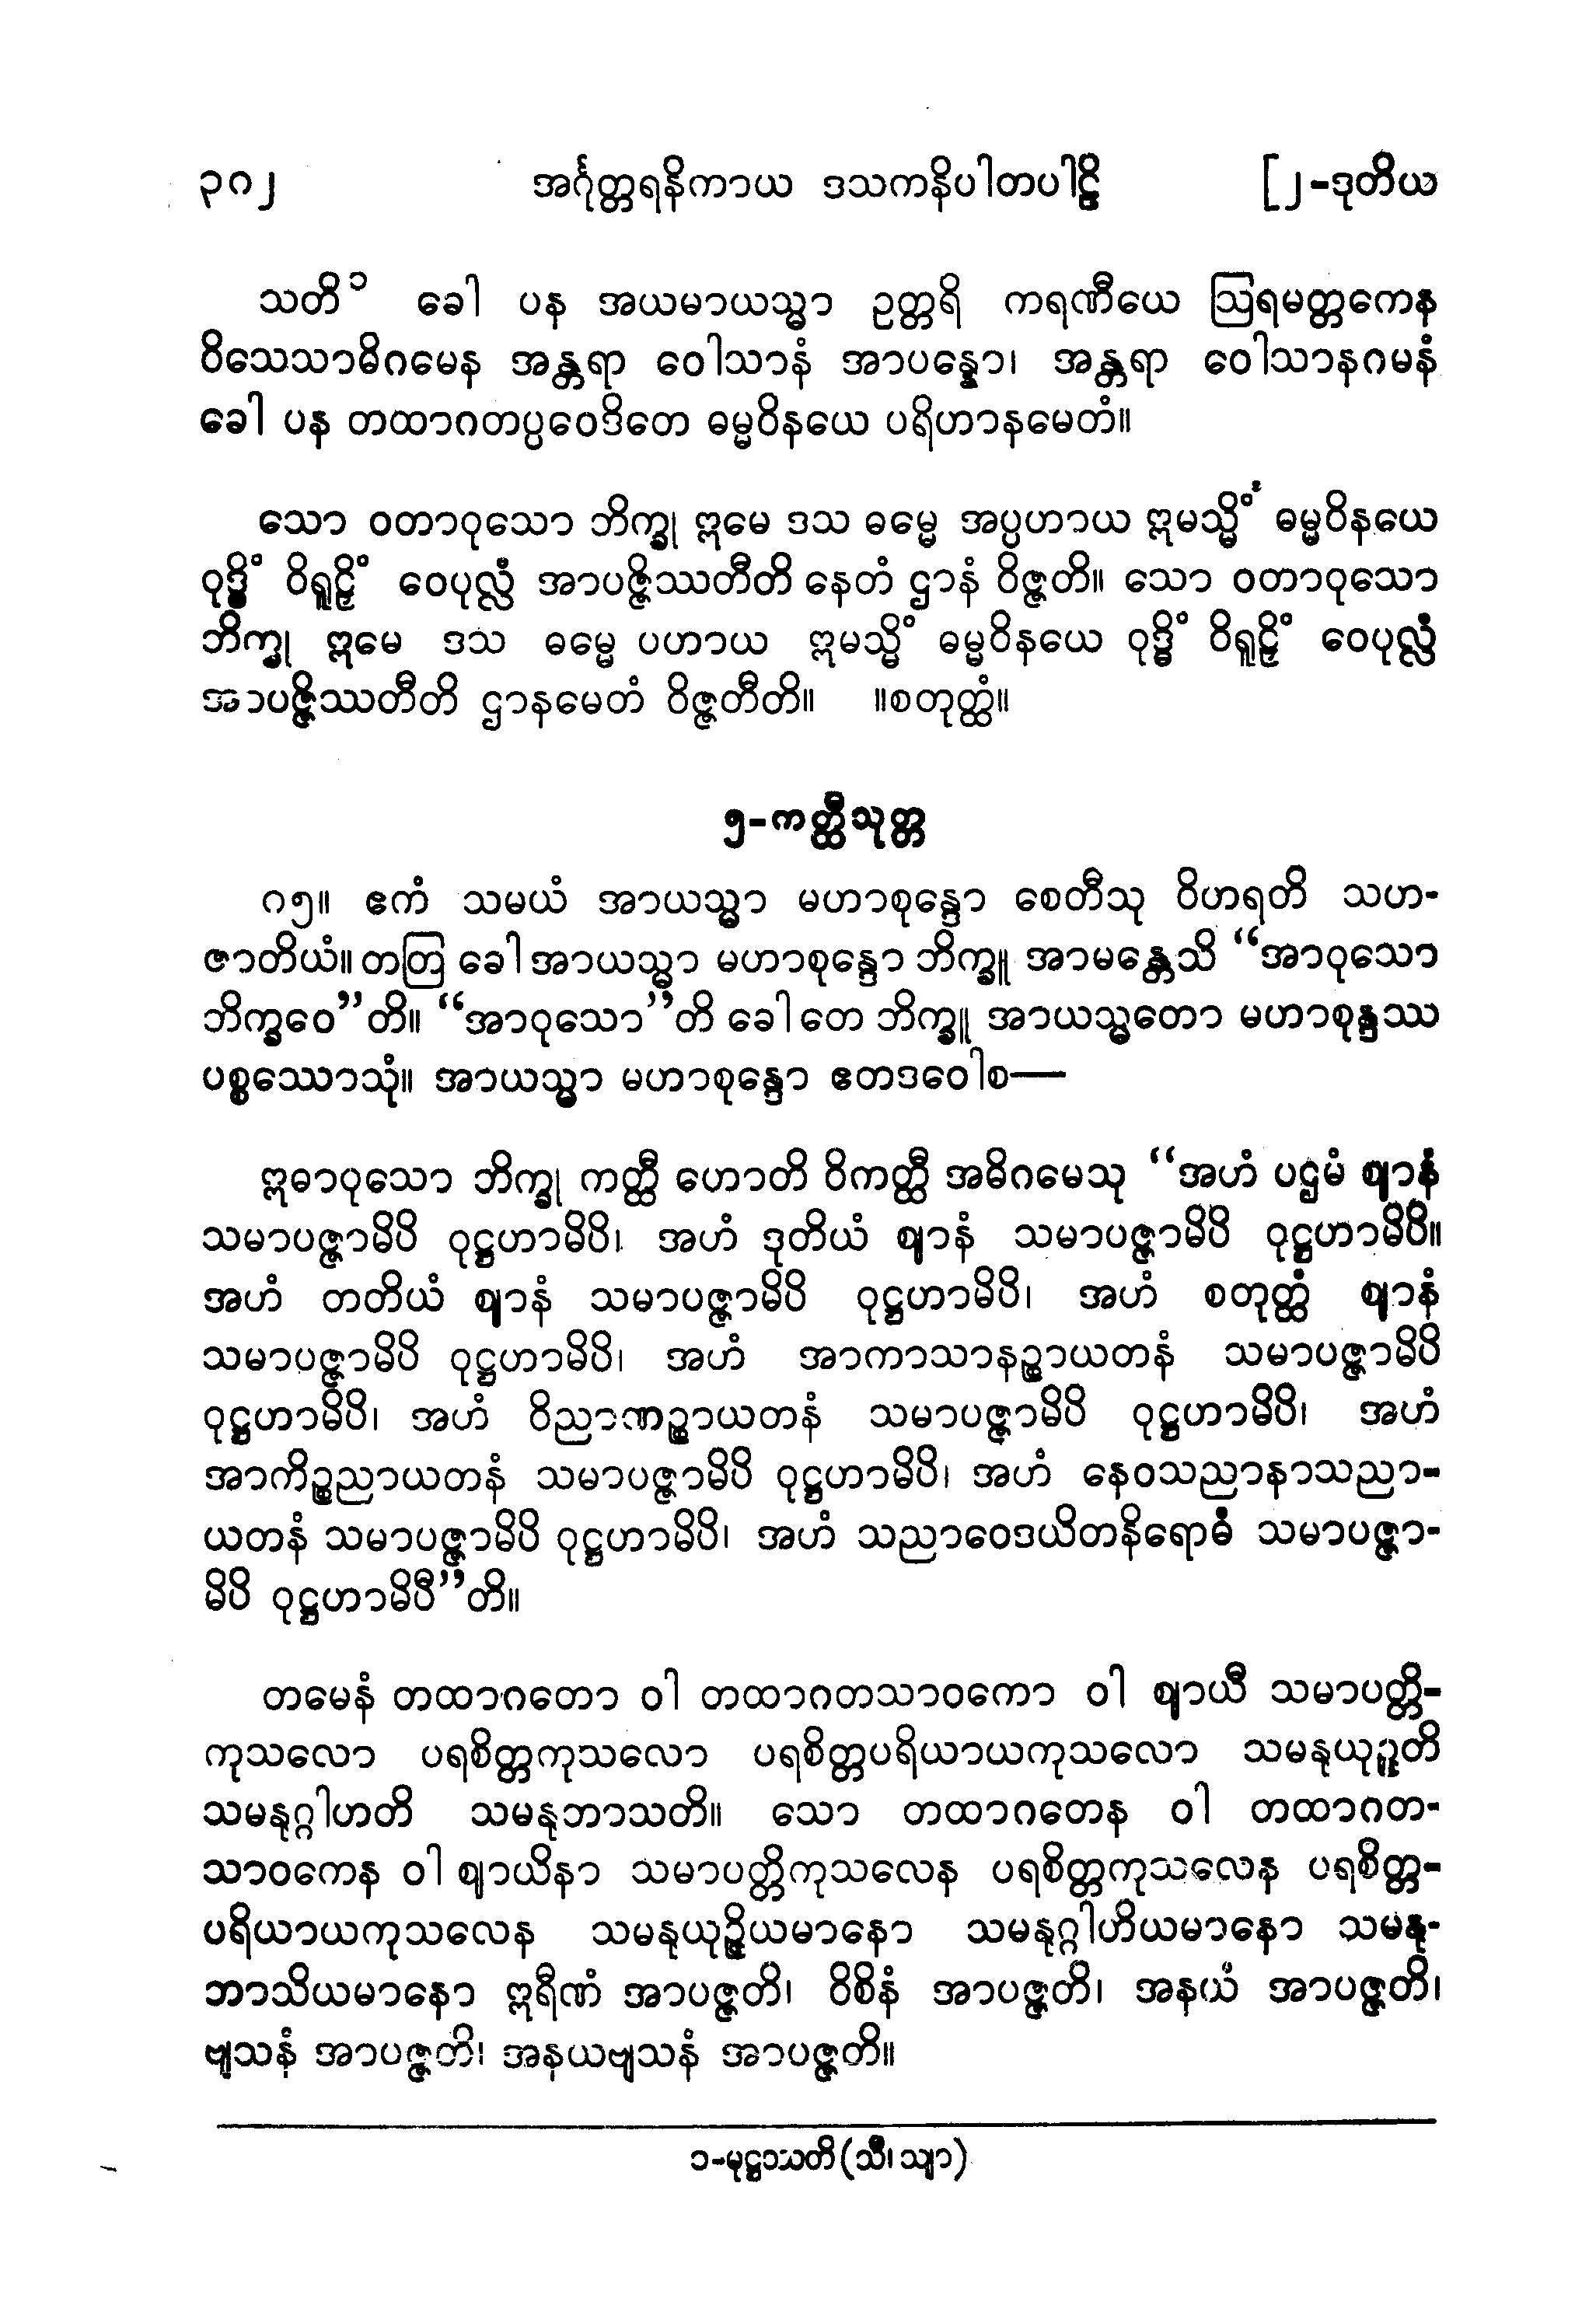 ၃၈၂ အင်္ဂုတ္တရနိကာယ ဒသကနိပါတပါဠိ [၂-ဒုတိယ
သတိ၁ ခေါ ပန အယမာယသ္မာ ဥတ္တရိ ကရဏီယေ ဩရမတ္တကေန
ဝိသေသာဓိဂမေန အန္တရာ ဝေါသာနံ အာပန္နော၊ အန္တရာ ဝေါသာနဂမနံ
ခေါ ပန တထာဂတပ္ပဝေဒိတေ ဓမ္မဝိနယေ ပရိဟာနမေတံ။
သော ဝတာဝုသော ဘိက္ခု ဣမေ ဒသ ဓမ္မေ အပ္ပဟာယ ဣမသ္မိံ ဓမ္မဝိနယေ
ဝုဒ္ဓိံ ဝိရူဠှိံ ဝေပုလ္လံ အာပဇ္ဇိဿတီတိ နေတံ ဌာနံ ဝိဇ္ဇတိ။ သော ဝတာဝုသော
ဘိက္ခု ဣမေ ဒသ ဓမ္မေ ပဟာယ ဣမသ္မိံ ဓမ္မဝိနယေ ဝုဒ္ဓိံ ဝိရူဠှိံ ဝေပုလ္လံ
အာပဇ္ဇိဿတီတိ ဌာနမေတံ ဝိဇ္ဇတီတိ။ ။စတုတ္ထံ။
၅-ကတ္ထီသုတ္တ
၈၅။ ဧကံ သမယံ အာယသ္မာ မဟာစုန္ဒော စေတီသု ဝိဟရတိ သဟ-
ဇာတိယံ။ တတြ ခေါ အာယသ္မာ မဟာစုန္ဒော ဘိက္ခူ အာမန္တေသိ “အာဝုသော
ဘိက္ခဝေ”တိ။ “အာဝုသော”တိ ခေါ တေ ဘိက္ခူ အာယသ္မတော မဟာစုန္ဒဿ
ပစ္စဿောသုံ။ အာယသ္မာ မဟာစုန္ဒော ဧတဒဝေါစ—
ဣဓာဝုသော ဘိက္ခု ကတ္ထီ ဟောတိ ဝိကတ္ထီ အဓိဂမေသု “အဟံ ပဌမံ ဈာနံ
သမာပဇ္ဇာမိပိ ဝုဋ္ဌဟာမိပိ၊ အဟံ ဒုတိယံ ဈာနံ သမာပဇ္ဇာမိပိ ဝုဋ္ဌဟာမိပိ။
အဟံ တတိယံ ဈာနံ သမာပဇ္ဇာမိပိ ဝုဋ္ဌဟာမိပိ၊ အဟံ စတုတ္ထံ ဈာနံ
သမာပဇ္ဇာမိပိ ဝုဋ္ဌဟာမိပိ၊ အဟံ အာကာသာနဉ္စာယတနံ သမာပဇ္ဇာမိပိ
ဝုဋ္ဌဟာမိပိ၊ အဟံ ဝိညာဏဉ္စာယတနံ သမာပဇ္ဇာမိပိ ဝုဋ္ဌဟာမိပိ၊ အဟံ
အာကိဉ္စညာယတနံ သမာပဇ္ဇာမိပိ ဝုဋ္ဌဟာမိပိ၊ အဟံ နေဝသညာနာသညာ-
ယတနံ သမာပဇ္ဇာမိပိ ဝုဋ္ဌဟာမိပိ၊ အဟံ သညာဝေဒယိတနိရောဓံ သမာပဇ္ဇာ-
မိပိ ဝုဋ္ဌဟာမိပီ”တိ။
တမေနံ တထာဂတော ဝါ တထာဂတသာဝကော ဝါ ဈာယီ သမာပတ္တိ-
ကုသလော ပရစိတ္တကုသလော ပရစိတ္တပရိယာယကုသလော သမနုယုဉ္ဇတိ
သမနုဂ္ဂါဟတိ သမနုဘာသတိ။ သော တထာဂတေန ဝါ တထာဂတ-
သာဝကေန ဝါ ဈာယိနာ သမာပတ္တိကုသလေန ပရစိတ္တကုသလေန ပရစိတ္တ-
ပရိယာယကုသလေန သမနုယုဉ္ဇိယမာနော သမနုဂ္ဂါဟိယမာနော သမနု-
ဘာသိယမာနော ဣရီဏံ အာပဇ္ဇတိ၊ ဝိစိနံ အာပဇ္ဇတိ၊ အနယံ အာပဇ္ဇတိ၊
ဗျသနံ အာပဇ္ဇတိ၊ အနယဗျသနံ အာပဇ္ဇတိ။
၁-မုဋ္ဌဿတိ (သီ၊ သျာ)